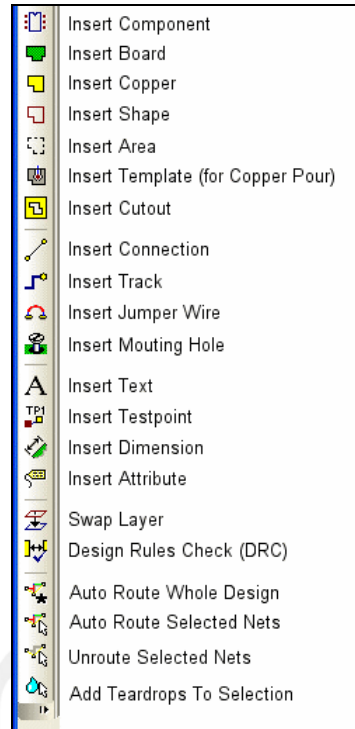 Insert Component
Insert Board
Insert Copper
Insert Shape
Insert Area
Insert Template (for Copper Pour)
Insert Cutout
Insert Connection
Insert Track
Insert Jumper Wire
Insert Mouting Hole
A Insert Text
TP1 Insert Testpoint
Insert Dimension
Insert Attribute
Swap Layer
Design Rules Check (DRC)
Auto Route Whole Design
Auto Route Selected Nets
Unroute Selected Nets
Add Teardrops To Selection